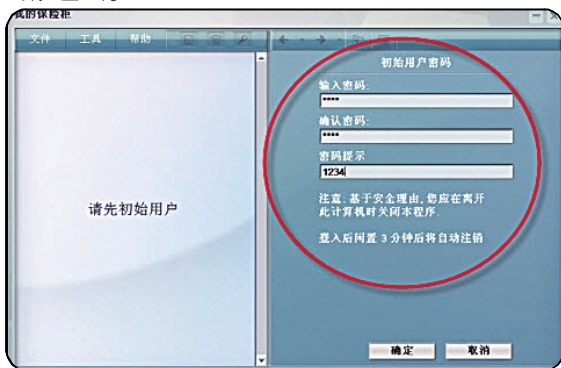 我的保险柜
文件 工具 帮助
初始用户密码
输入密码:
****
确认密码:
****
密码提示
1234
请先初始用户
注意: 基于安全理由, 您应在离开
此计算机时关闭本程序.
登入后闲置 3 分钟后将自动注销
确定 取消